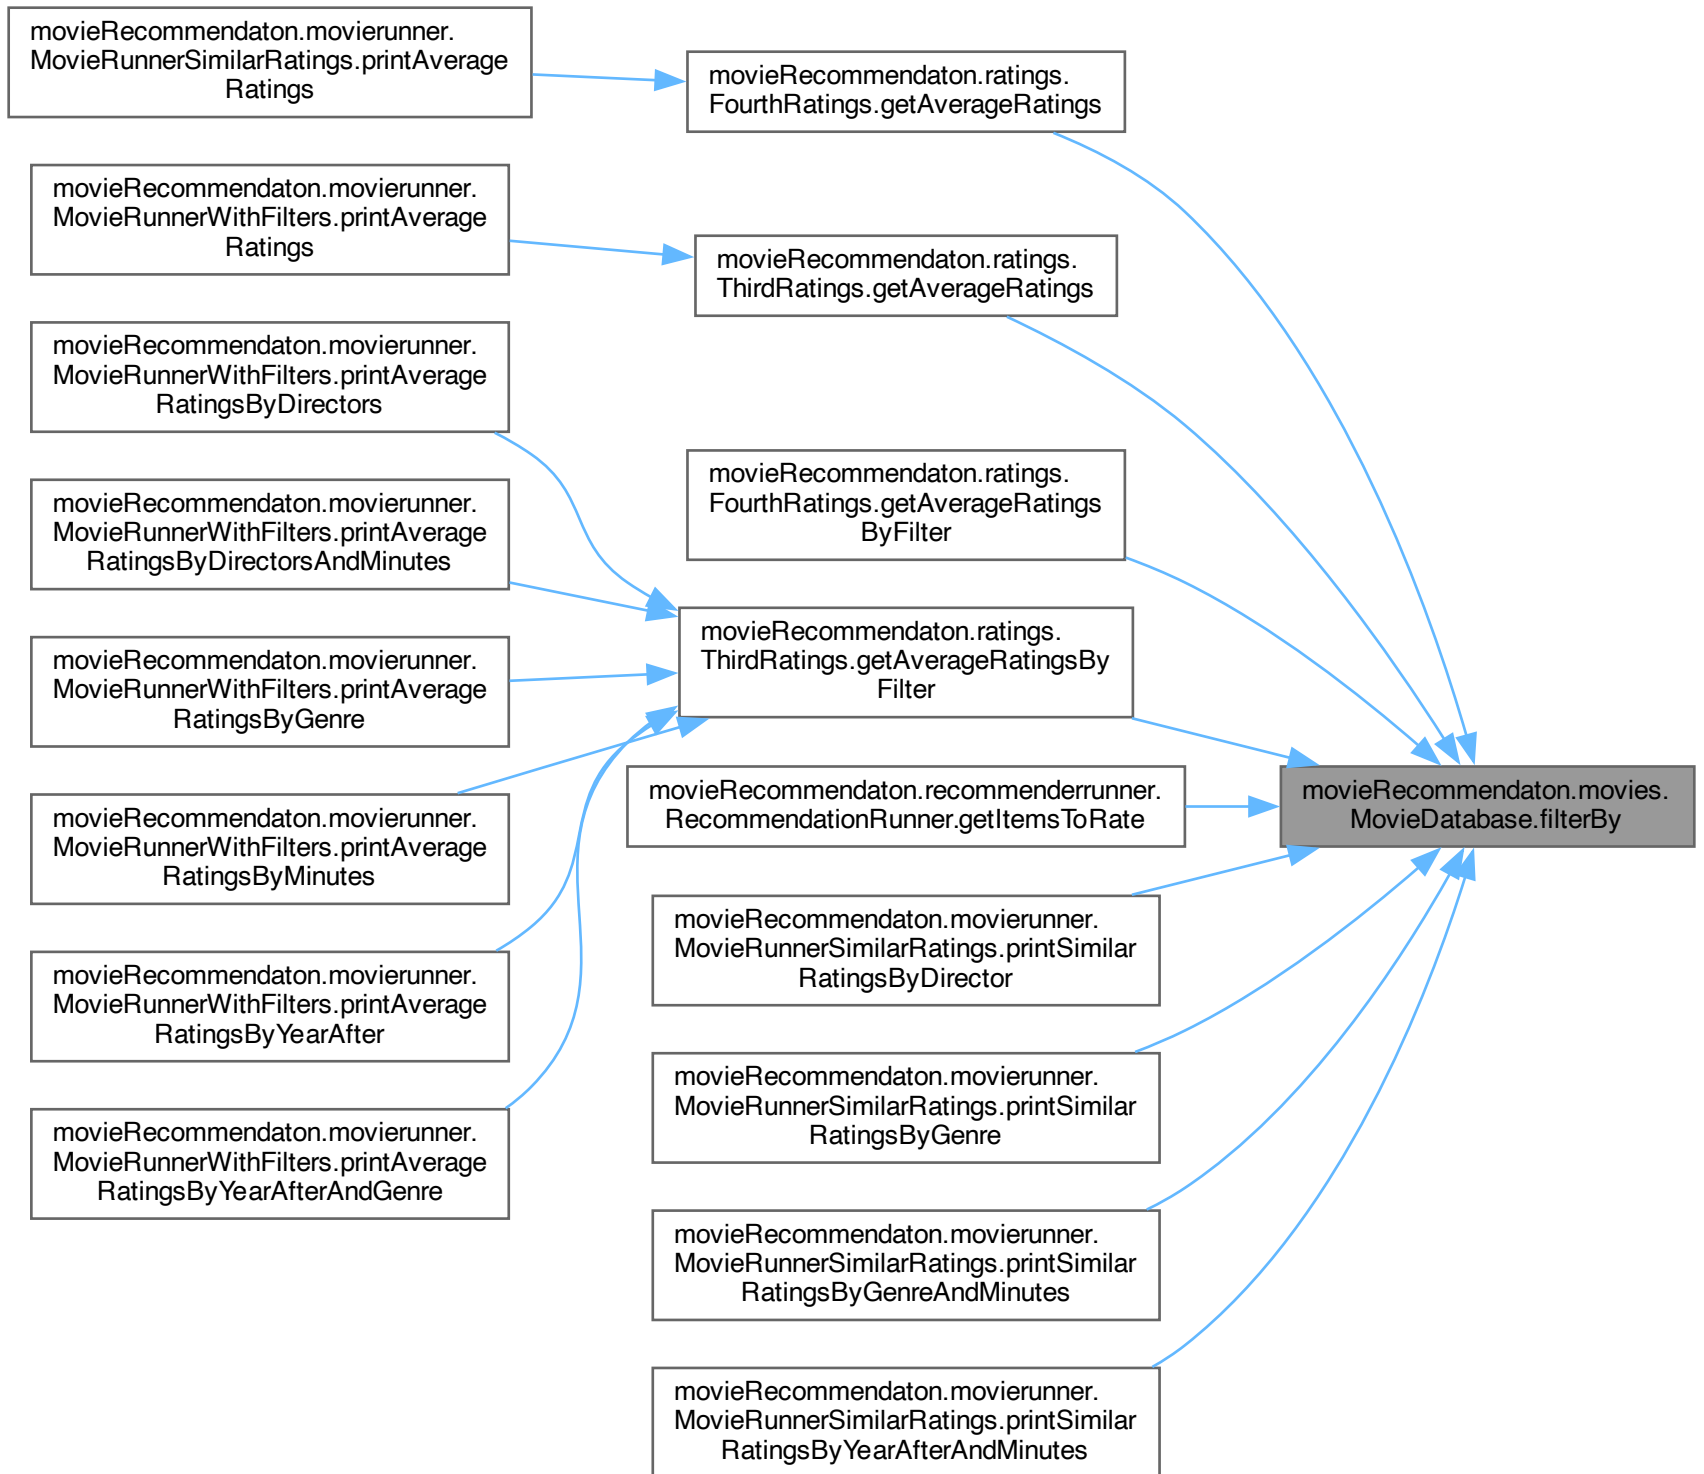 movieRecommendaton.movierunner.
MovieRunnerSimilarRatings.printAverage
Ratings
movieRecommendaton.movierunner.
MovieRunnerWithFilters.printAverage
Ratings
movieRecommendaton.movierunner.
MovieRunnerWithFilters.printAverage
RatingsByDirectors
movieRecommendaton.movierunner.
MovieRunnerWithFilters.printAverage
RatingsByDirectorsAndMinutes
movieRecommendaton.movierunner.
MovieRunnerWithFilters.printAverage
RatingsByGenre
movieRecommendaton.movierunner.
MovieRunnerWithFilters.printAverage
RatingsByMinutes
movieRecommendaton.movierunner.
MovieRunnerWithFilters.printAverage
RatingsByYearAfter
movieRecommendaton.movierunner.
MovieRunnerWithFilters.printAverage
RatingsByYearAfterAndGenre
movieRecommendaton.ratings.
FourthRatings.getAverageRatings
movieRecommendaton.ratings.
ThirdRatings.getAverageRatings
movieRecommendaton.ratings.
FourthRatings.getAverageRatings
ByFilter
movieRecommendaton.ratings.
ThirdRatings.getAverageRatingsBy
Filter
movieRecommendaton.recommenderrunner.
RecommendationRunner.getItemsToRate
movieRecommendaton.movierunner.
MovieRunnerSimilarRatings.printSimilar
RatingsByDirector
movieRecommendaton.movierunner.
MovieRunnerSimilarRatings.printSimilar
RatingsByGenre
movieRecommendaton.movierunner.
MovieRunnerSimilarRatings.printSimilar
RatingsByGenreAndMinutes
movieRecommendaton.movierunner.
MovieRunnerSimilarRatings.printSimilar
RatingsByYearAfterAndMinutes
movieRecommendaton.movies.
MovieDatabase.filterBy